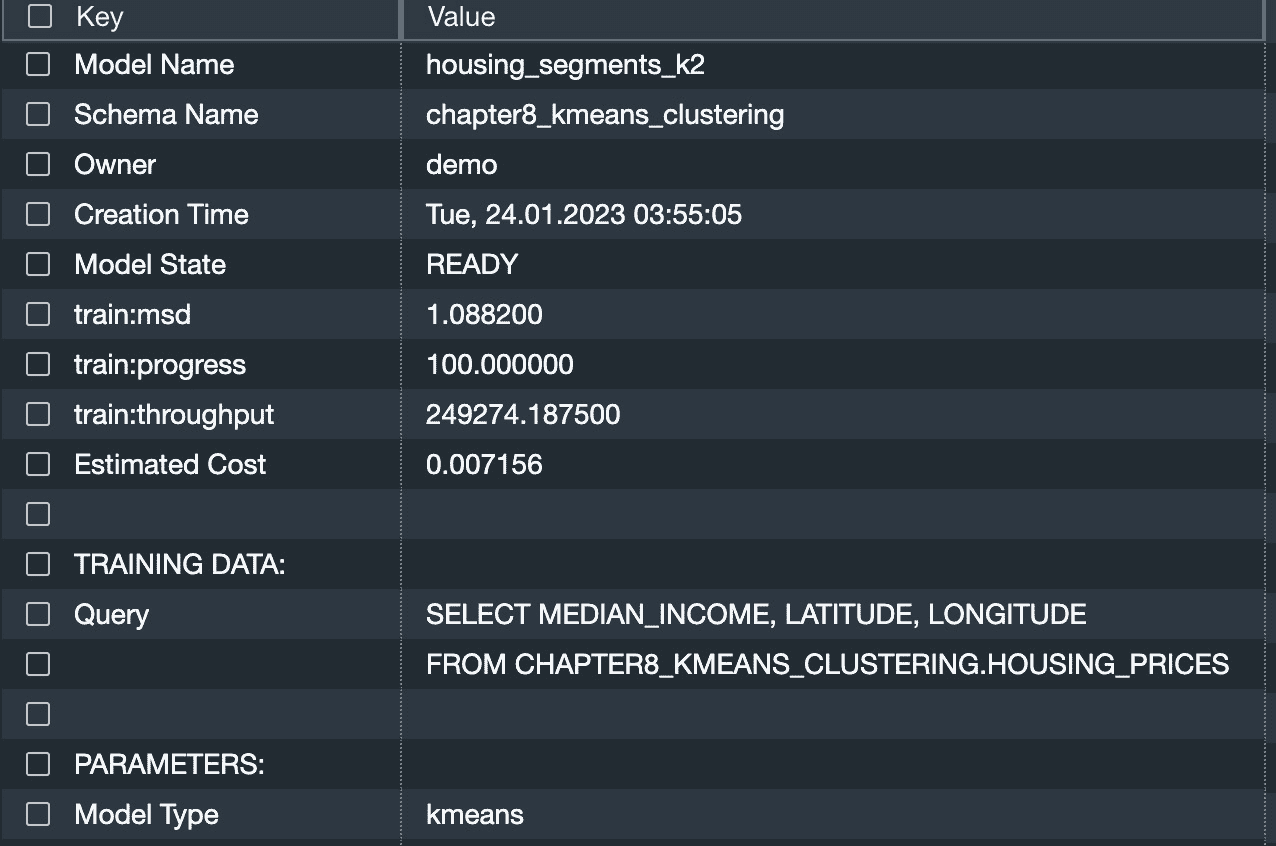 Key Value
Model Name housing_segments_k2
Schema Name chapter8_kmeans_clustering
Owner demo
Creation Time Tue, 24.01.2023 03:55:05
Model State READY
train:msd 1.088200
train:progress 100.000000
train:throughput 249274.187500
Estimated Cost 0.007156
TRAINING DATA:
Query SELECT MEDIAN_INCOME, LATITUDE, LONGITUDE
FROM CHAPTER8_KMEANS_CLUSTERING.HOUSING_PRICES
PARAMETERS:
Model Type kmeans